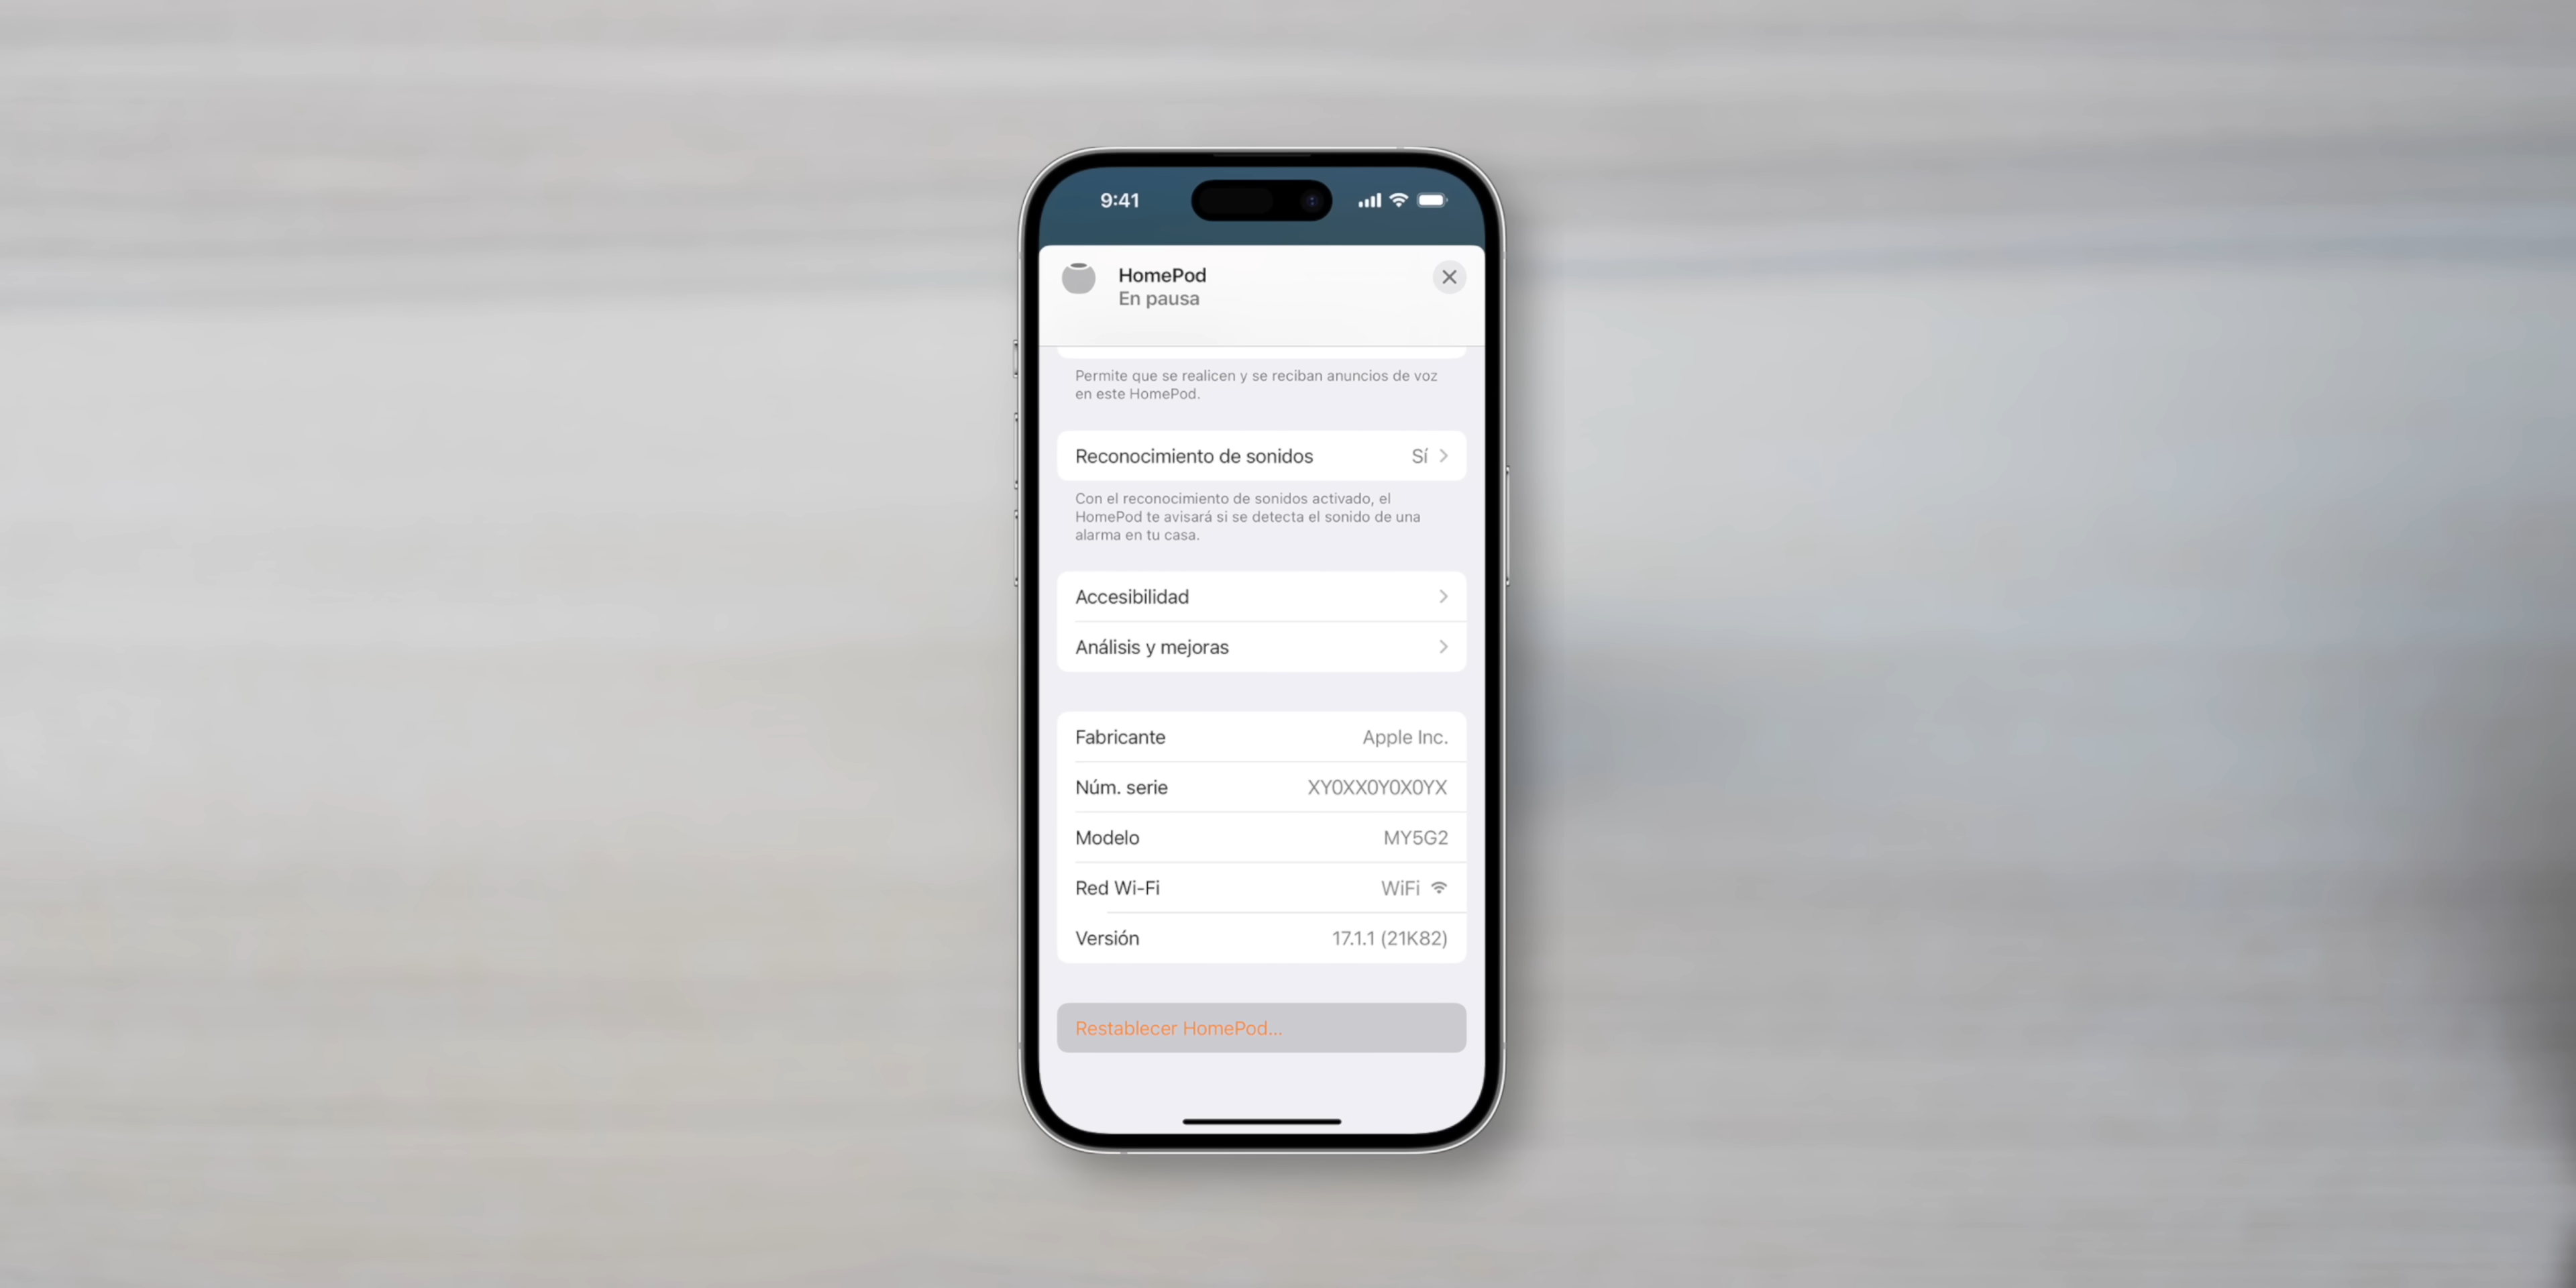 9:41
HomePod
En pausa
Permite que se realicen y se reciban anuncios de voz
en este HomePod.
Reconocimiento de sonidos Sí
Con el reconocimiento de sonidos activado, el
HomePod te avisará si se detecta el sonido de una
alarma en tu casa.
Accesibilidad
Análisis y mejoras
Fabricante Apple Inc.
Núm. serie XY0XX0Y0X0YX
Modelo MY5G2
Red Wi-Fi WiFi
Versión 17.1.1 (21K82)
Restablecer HomePod...